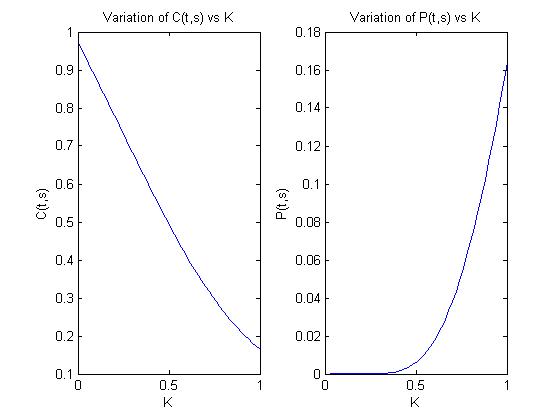 Variation of C(t,s) vs K
1
0.9
0.8
0.7
0.6
0.5
0.4
0.3
0.2
0.1
C(t,s)
0 0.5 1
K
Variation of P(t,s) vs K
0.18
0.16
0.14
0.12
0.1
0.08
0.06
0.04
0.02
0
P(t,s)
0 0.5 1
K